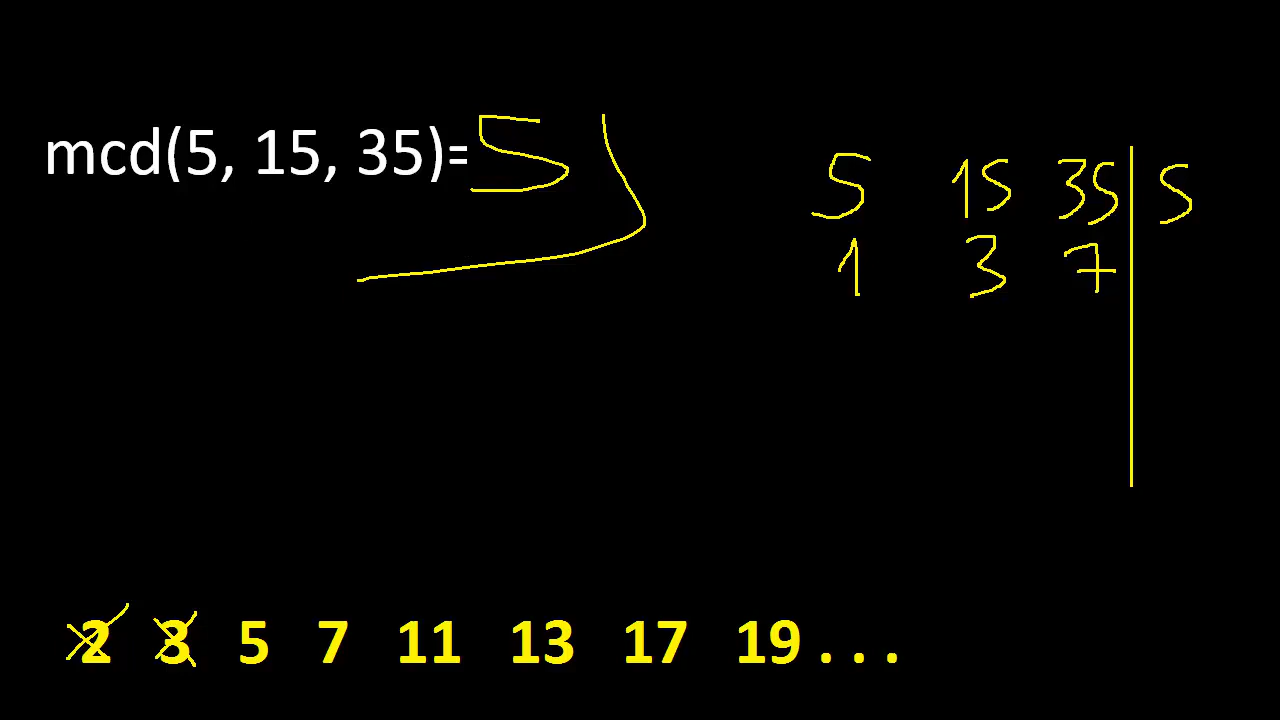 mcd(5, 15, 35)=5
5 15 35 5
1 3 7
2 3 5 7 11 13 17 19 . . .